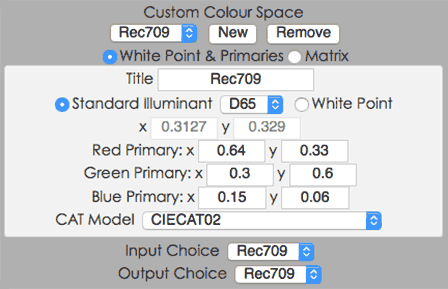 Custom Colour Space
Rec709 New Remove
White Point & Primaries Matrix
Title Rec709
Standard Illuminant D65 White Point
x 0.3127 y 0.329
Red Primary: x 0.64 y 0.33
Green Primary: x 0.3 y 0.6
Blue Primary: x 0.15 y 0.06
CAT Model CIECAT02
Input Choice Rec709
Output Choice Rec709